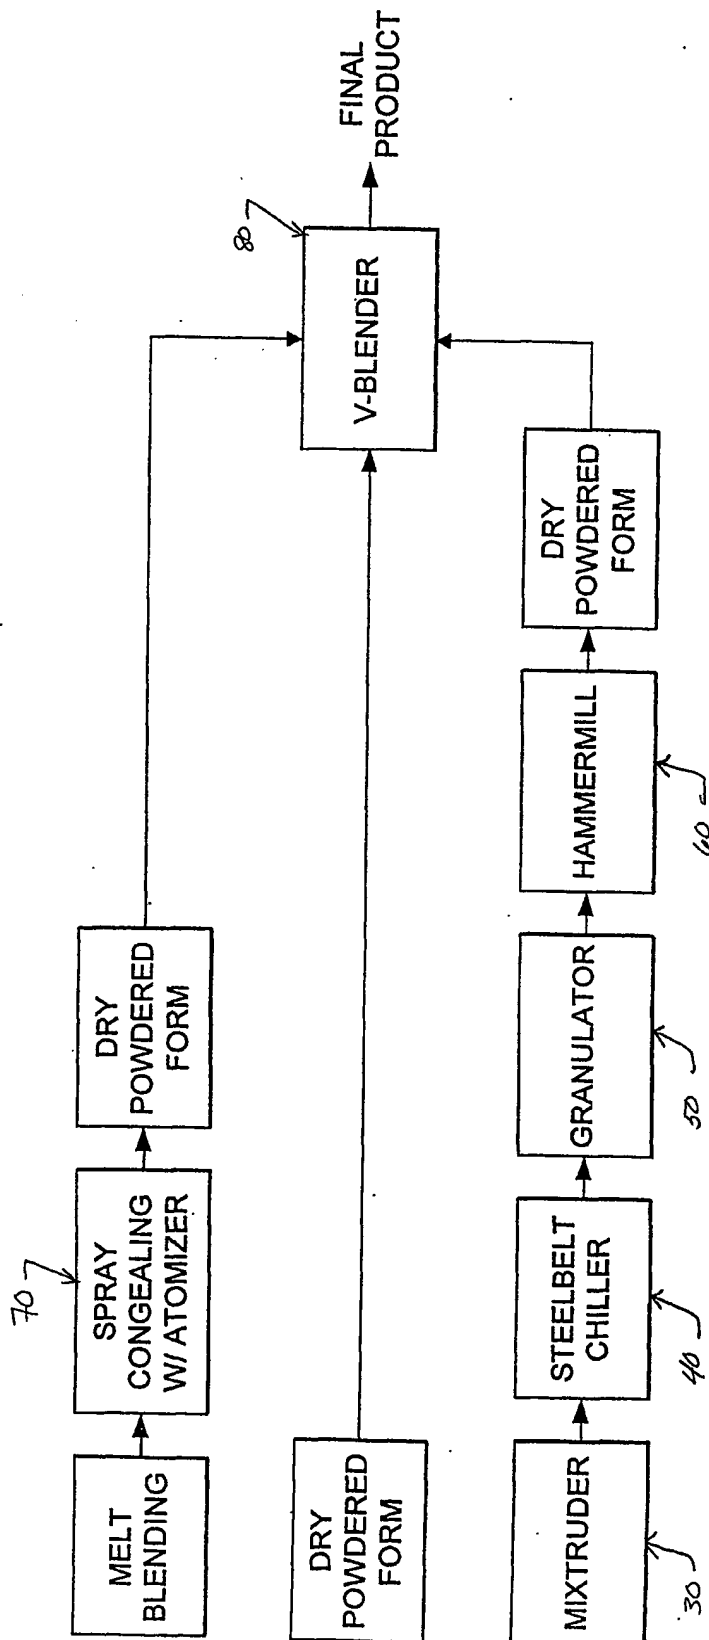 MELT
BLENDING
SPRAY
CONGEALING
W/ ATOMIZER
70
DRY
POWDERED
FORM
DRY
POWDERED
FORM
V-BLENDER
80
FINAL
PRODUCT
MIXTRUDER
30
STEELBELT
CHILLER
40
GRANULATOR
50
HAMMERMILL
60
DRY
POWDERED
FORM